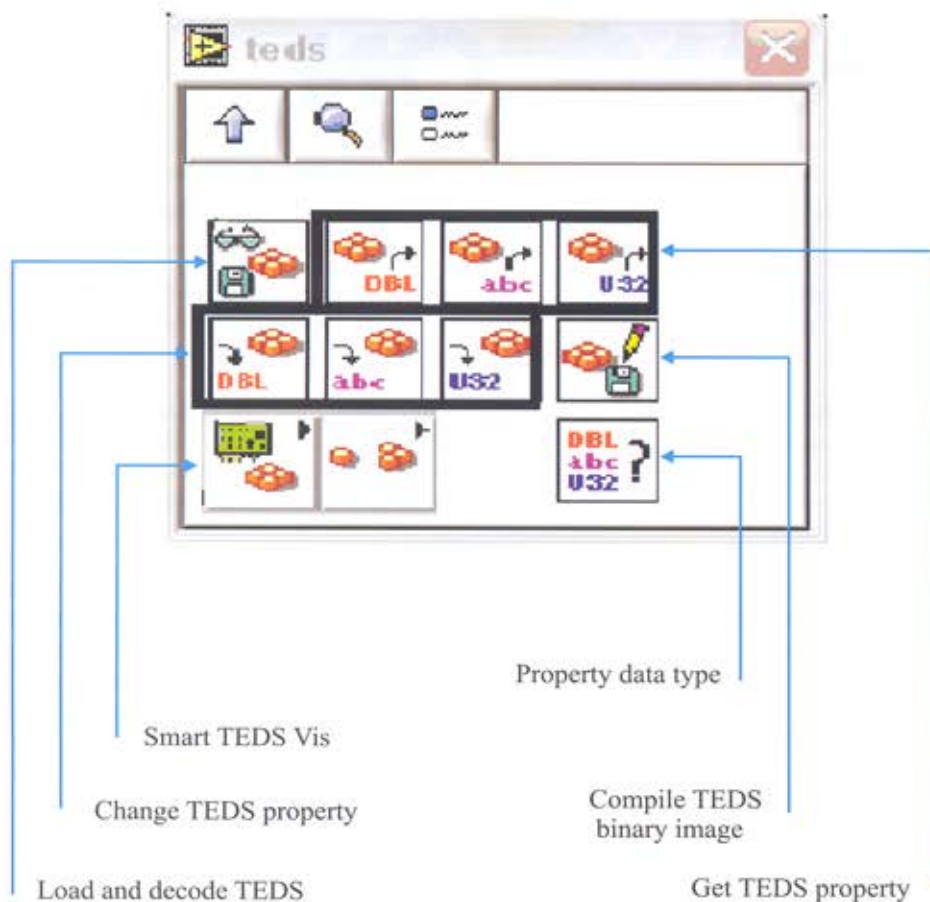 teds
DBL
abc
U32
DBL
abc
U32
DBL
abc
U32
Property data type
Smart TEDS Vis
Change TEDS property
Compile TEDS
binary image
Load and decode TEDS
Get TEDS property